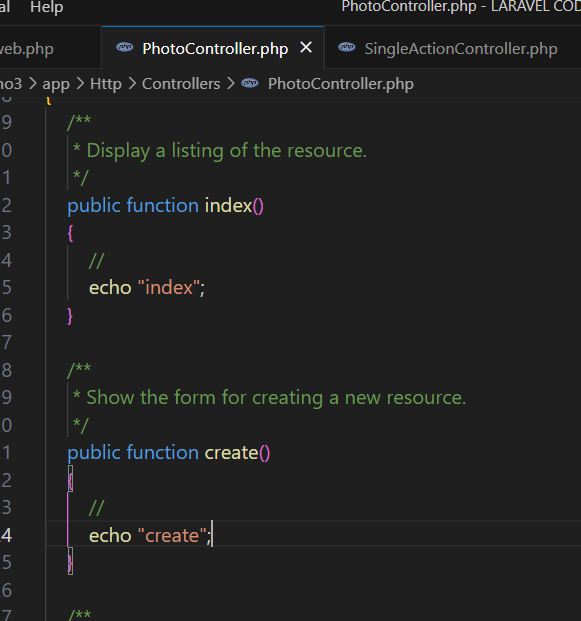 al Help PhotoController.php - LARAVEL COD
web.php PhotoController.php SingleActionController.php
no3 > app > Http > Controllers > PhotoController.php
8 {
9 /**
0 * Display a listing of the resource.
1 */
2 public function index()
3 {
4 //
5 echo "index";
6 }
7
8 /**
9 * Show the form for creating a new resource.
0 */
1 public function create()
2 {
3 //
4 echo "create";
5 }
6
7 /**